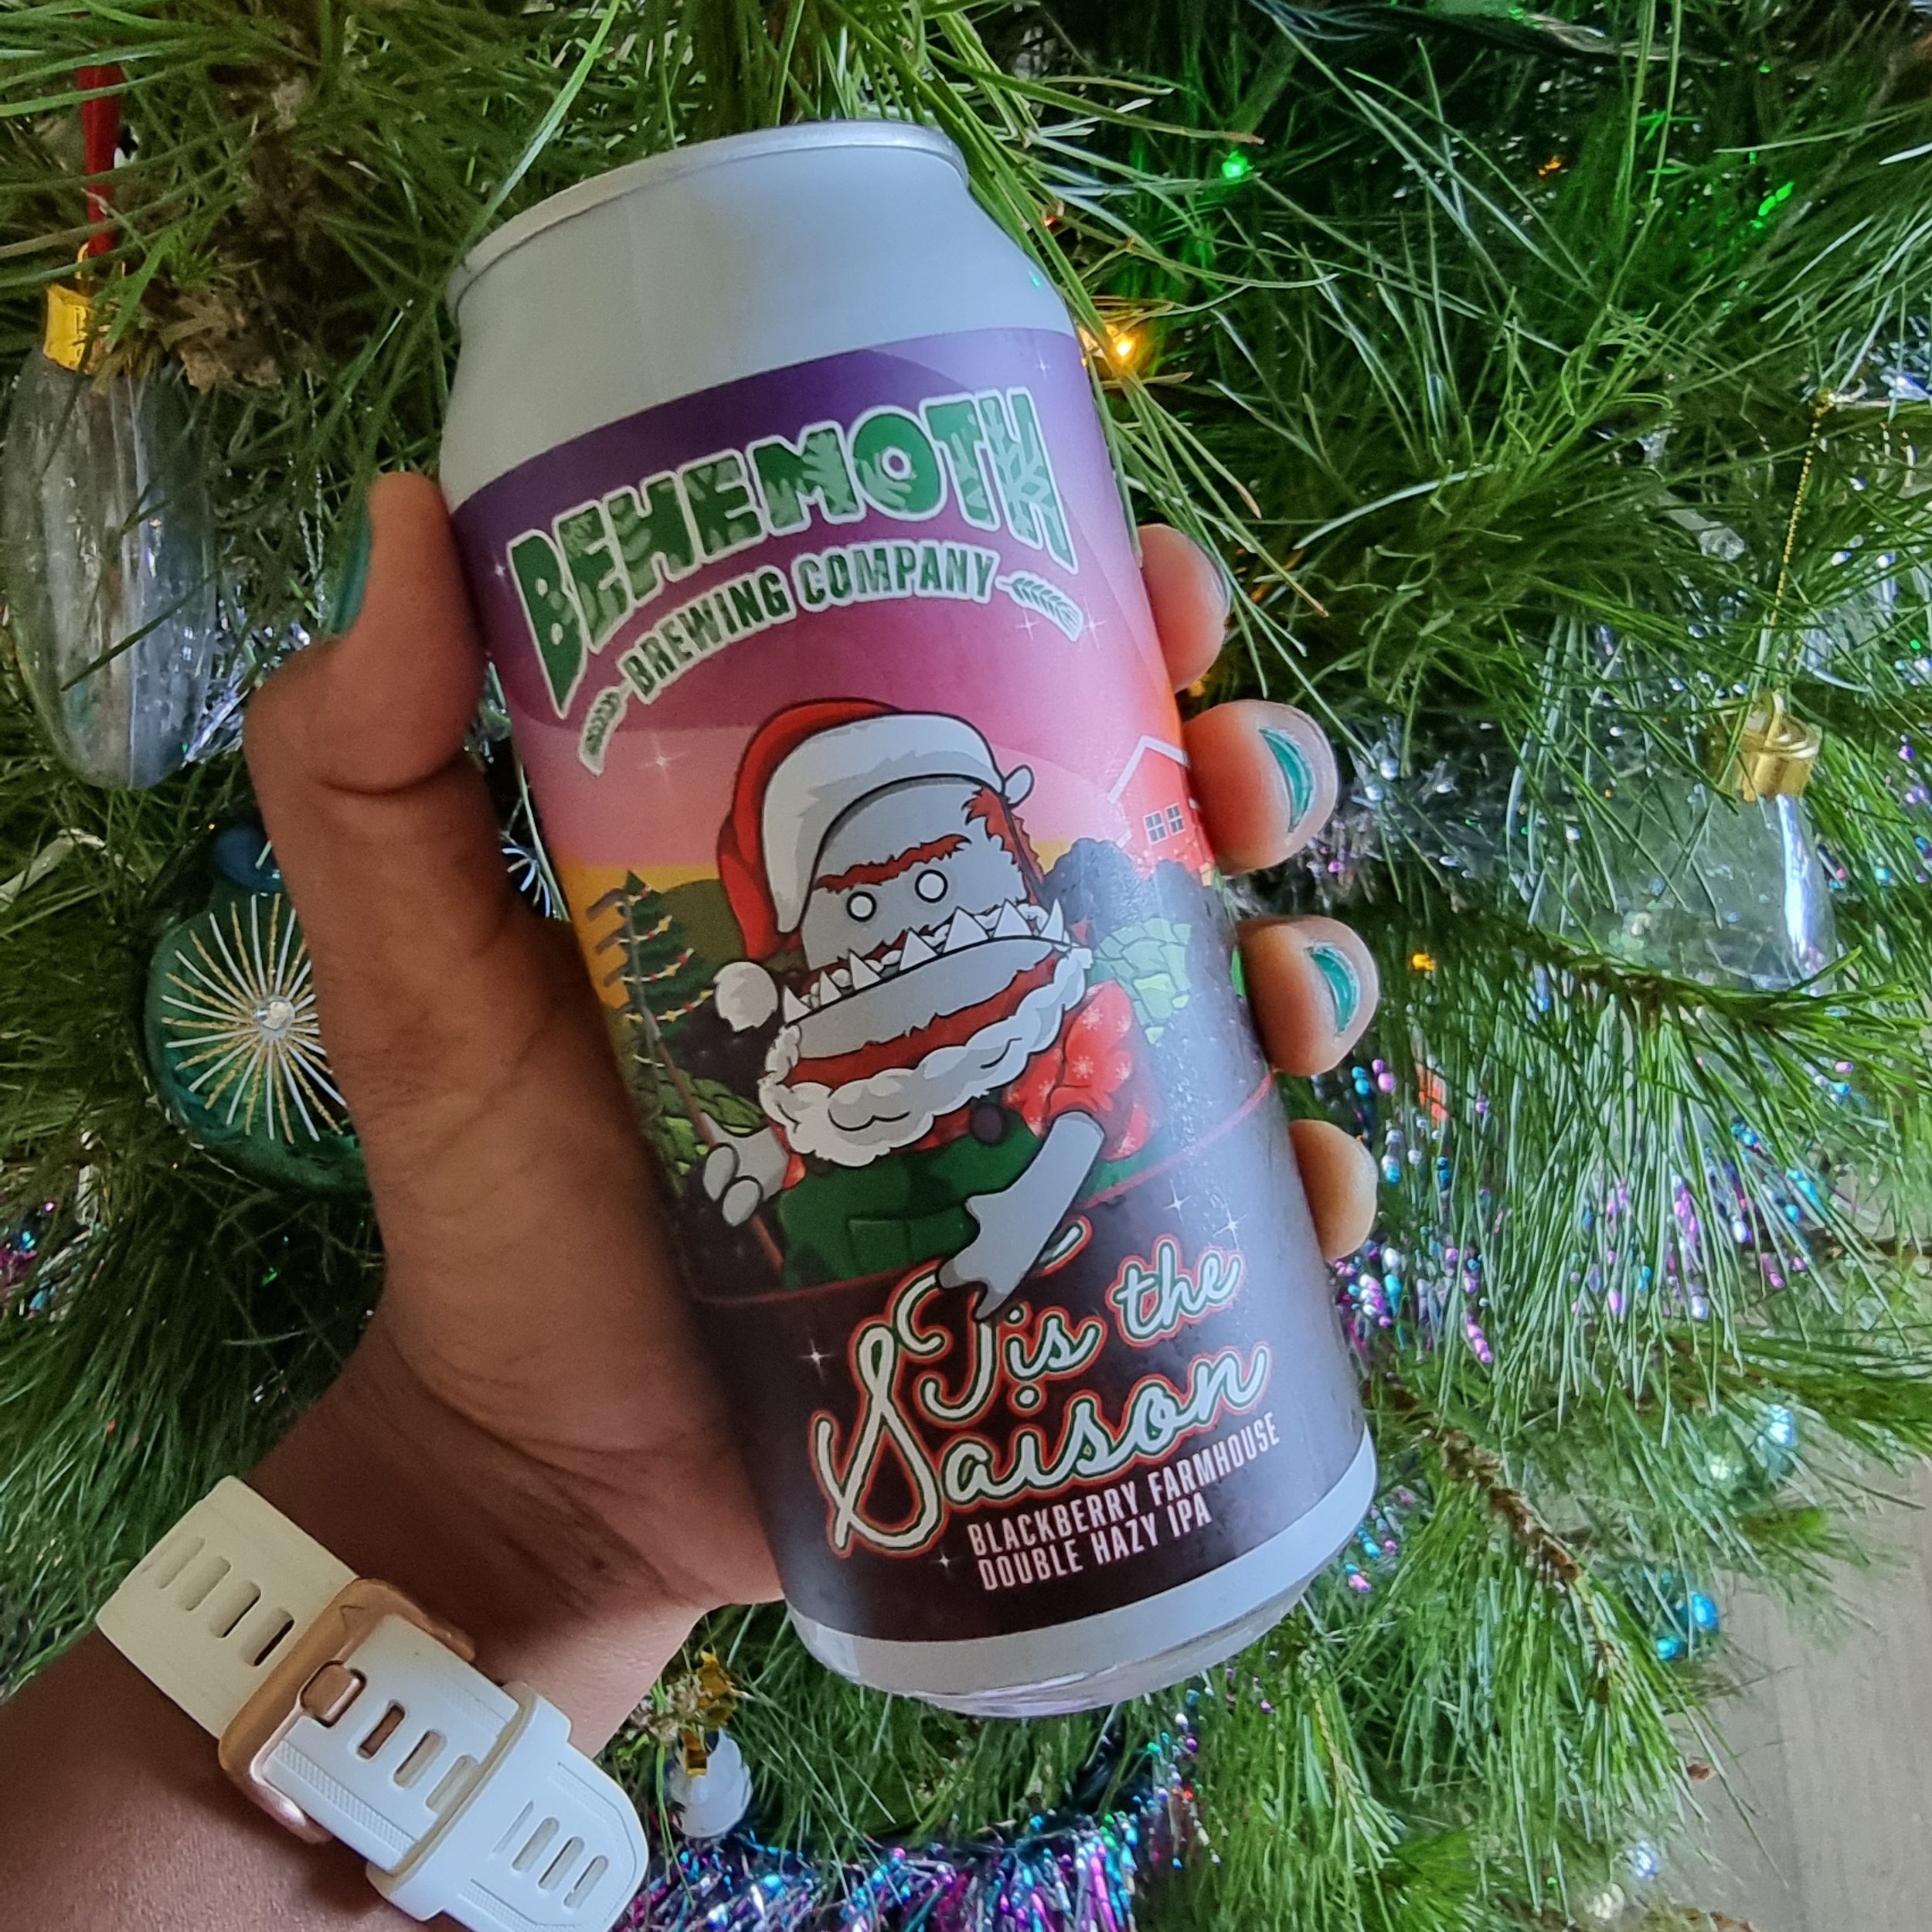 BEHEMOTH
BREWING COMPANY
Tis the
Saison
BLACKBERRY FARMHOUSE
DOUBLE HAZY IPA